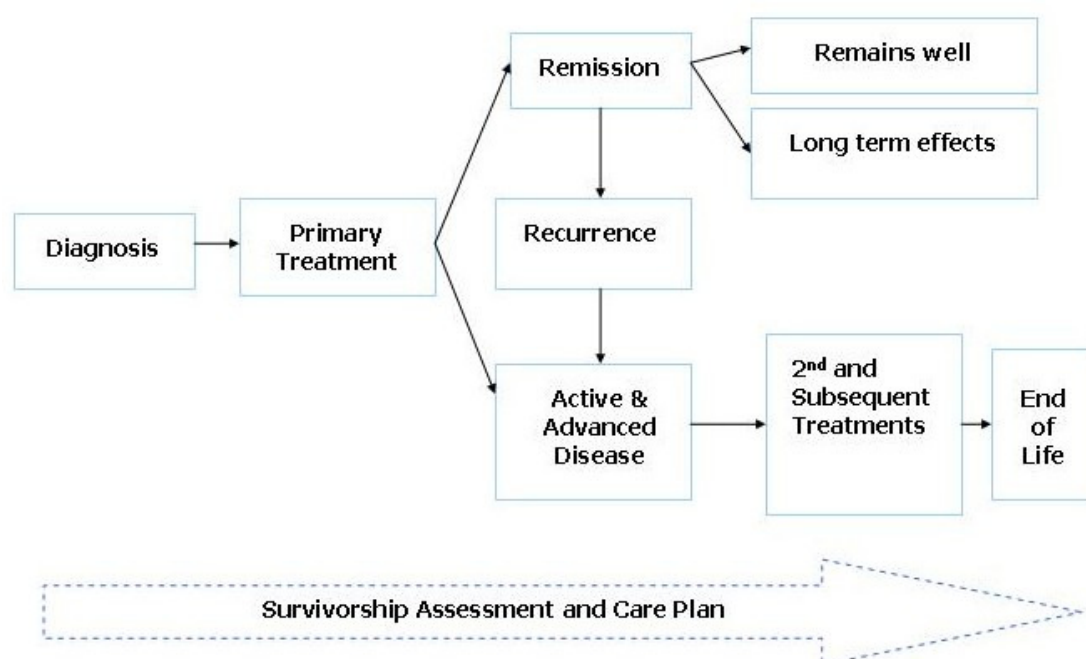 Diagnosis
Primary
Treatment
Remission
Remains well
Long term effects
Recurrence
Active &
Advanced
Disease
2nd and
Subsequent
Treatments
End
of
Life
Survivorship Assessment and Care Plan